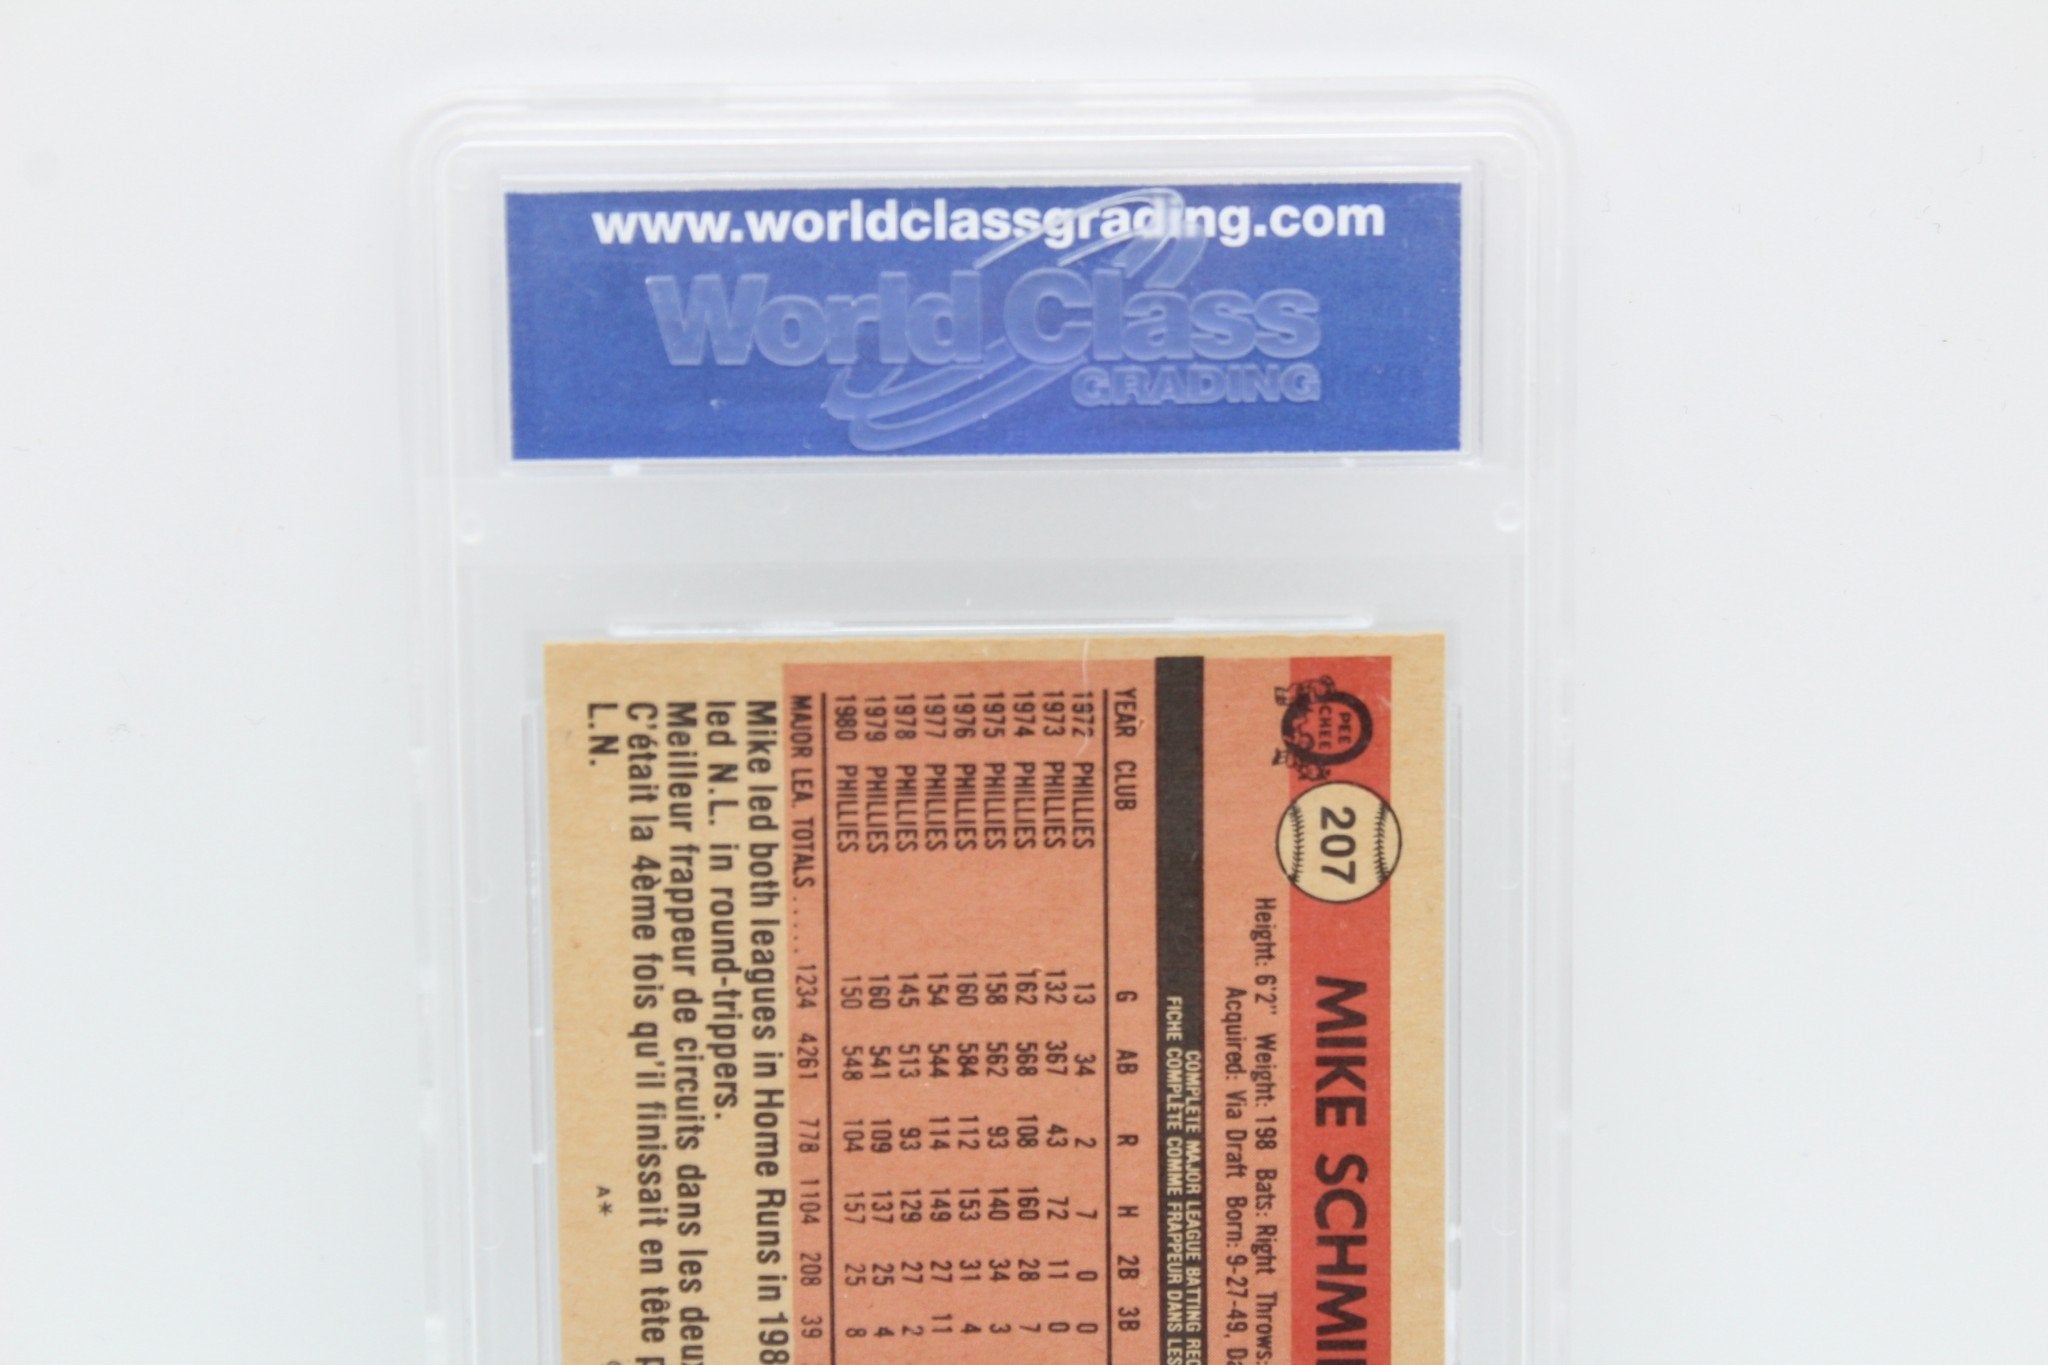 www.worldclassgrading.com
World Class
GRADING
O PEE CHEE
207
MIKE SCHMI
Height: 6'2" Weight: 198 Bats: Right Throws:
Acquired: Via Draft Born: 9-27-49, Da
COMPLETE MAJOR LEAGUE BATTING REC
FICHE COMPLÈTE COMME FRAPPEUR DANS LES
YEAR CLUB G AB R H 2B 3B
1972 PHILLIES 13 34 2 7 0 0
1973 PHILLIES 132 367 43 72 11 0
1974 PHILLIES 162 568 108 160 28 7
1975 PHILLIES 158 562 93 140 34 3
1976 PHILLIES 160 584 112 153 31 4
1977 PHILLIES 154 544 114 149 27 11
1978 PHILLIES 145 513 93 129 27 2
1979 PHILLIES 160 541 109 137 25 4
1980 PHILLIES 150 548 104 157 25 8
MAJOR LEA. TOTALS ...... 1234 4261 778 1104 208 39
Mike led both leagues in Home Runs in 198
led N.L. in round-trippers.
Meilleur frappeur de circuits dans les deux
C'était la 4ème fois qu'il finissait en tête p
L.N.
A*